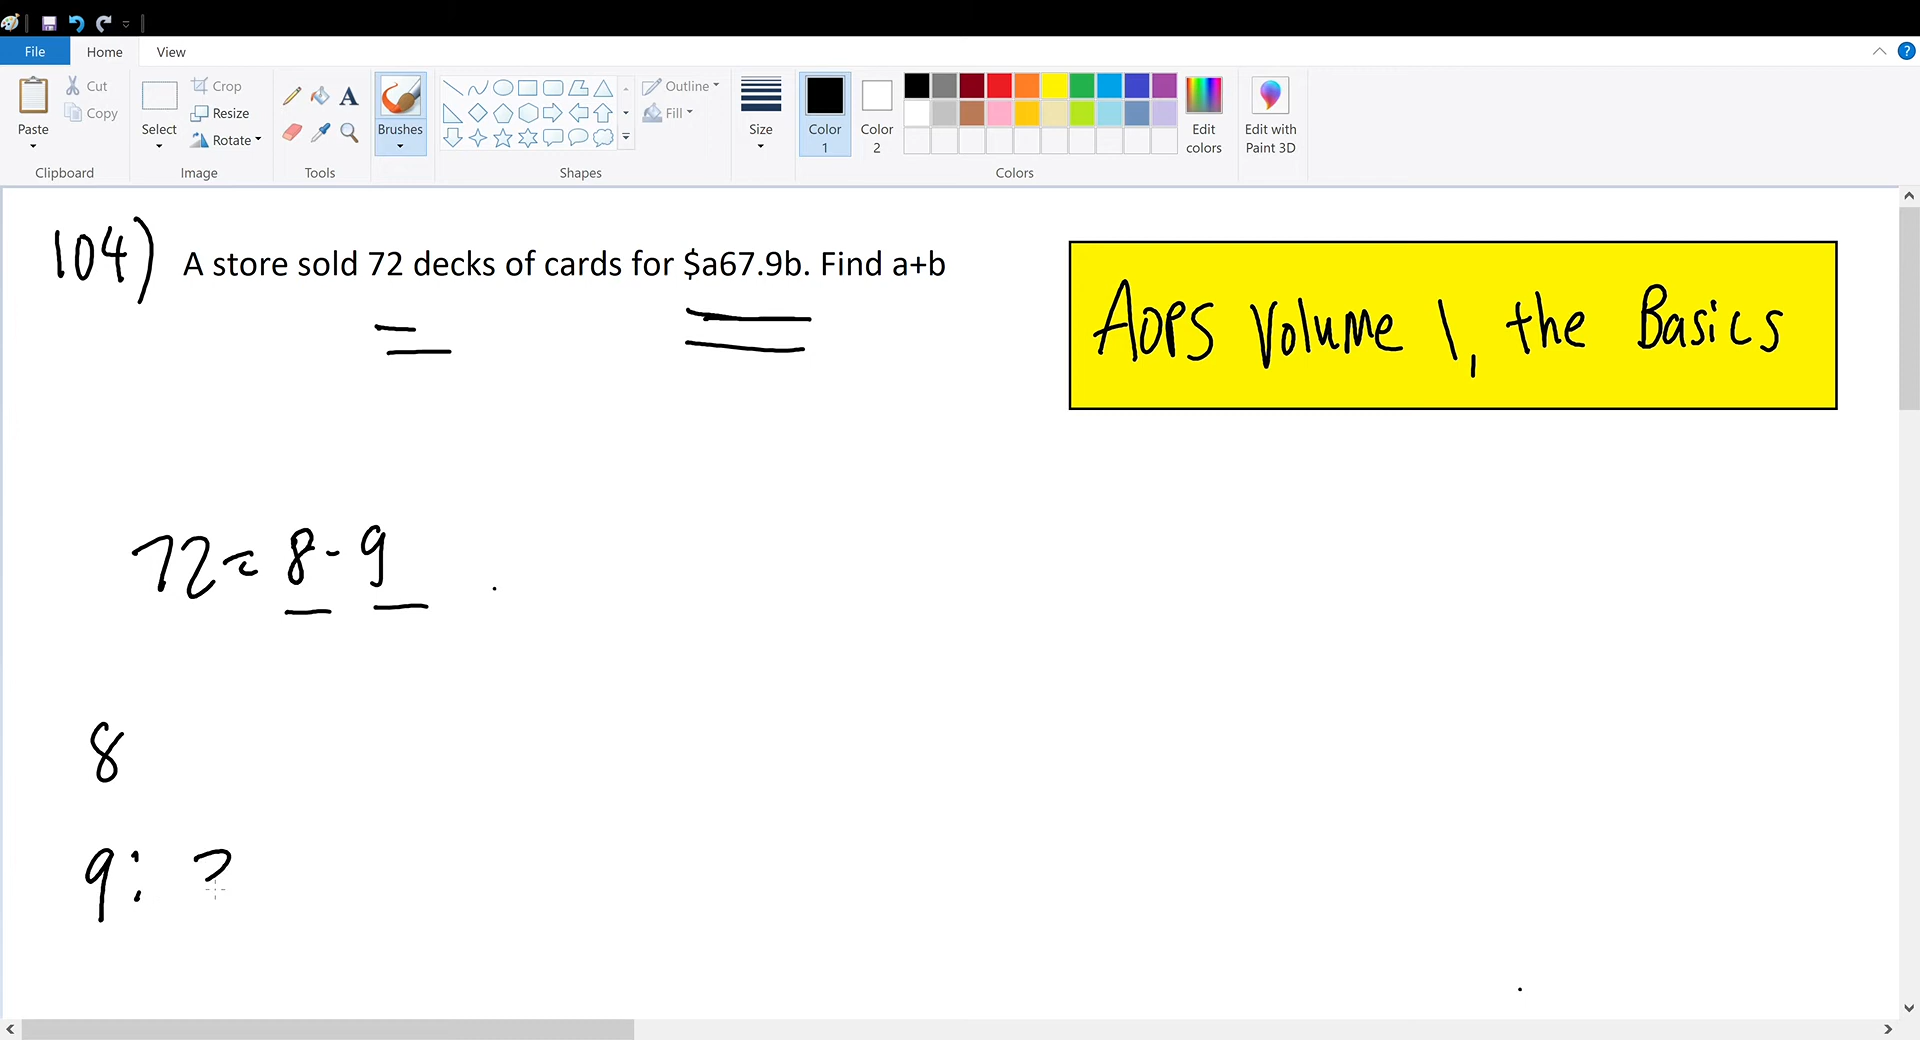 File Home View
Paste Cut Copy Clipboard
Select Crop Resize Rotate Image
A Tools
Brushes
Outline Fill Shapes
Size
Color 1 Color 2 Edit colors Colors
Edit with Paint 3D
?
104) A store sold 72 decks of cards for $a67.9b. Find a+b
AOPS Volume 1, the Basics
72= 8-9
8
9: